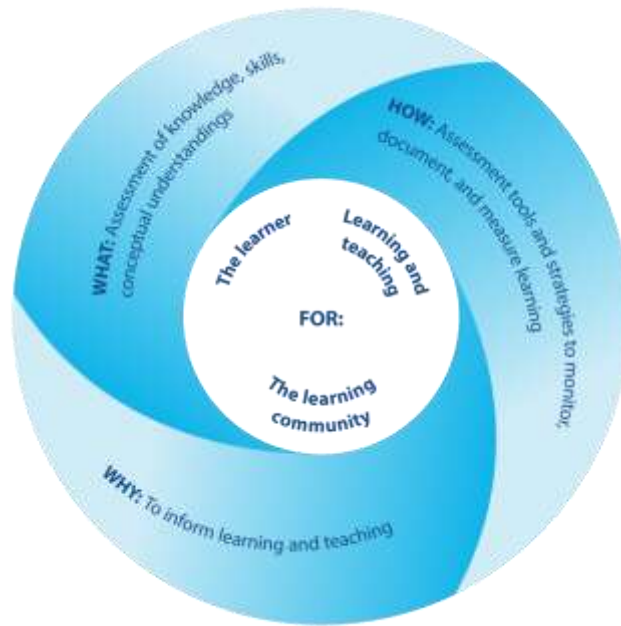 WHAT: Assessment of knowledge, skills,
conceptual understandings
HOW: Assessment tools and strategies to monitor,
document, and measure learning
The learner
Learning and
teaching
FOR:
The learning
community
WHY: To inform learning and teaching